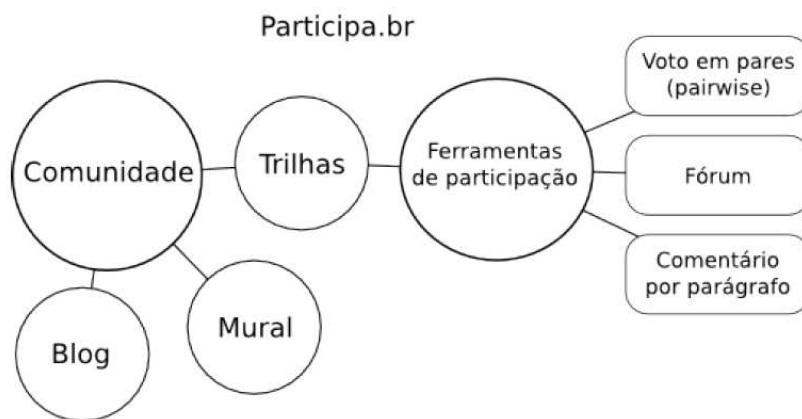 Participa.br
Comunidade
Trilhas
Ferramentas
de participação
Voto em pares
(pairwise)
Fórum
Comentário
por parágrafo
Blog
Mural